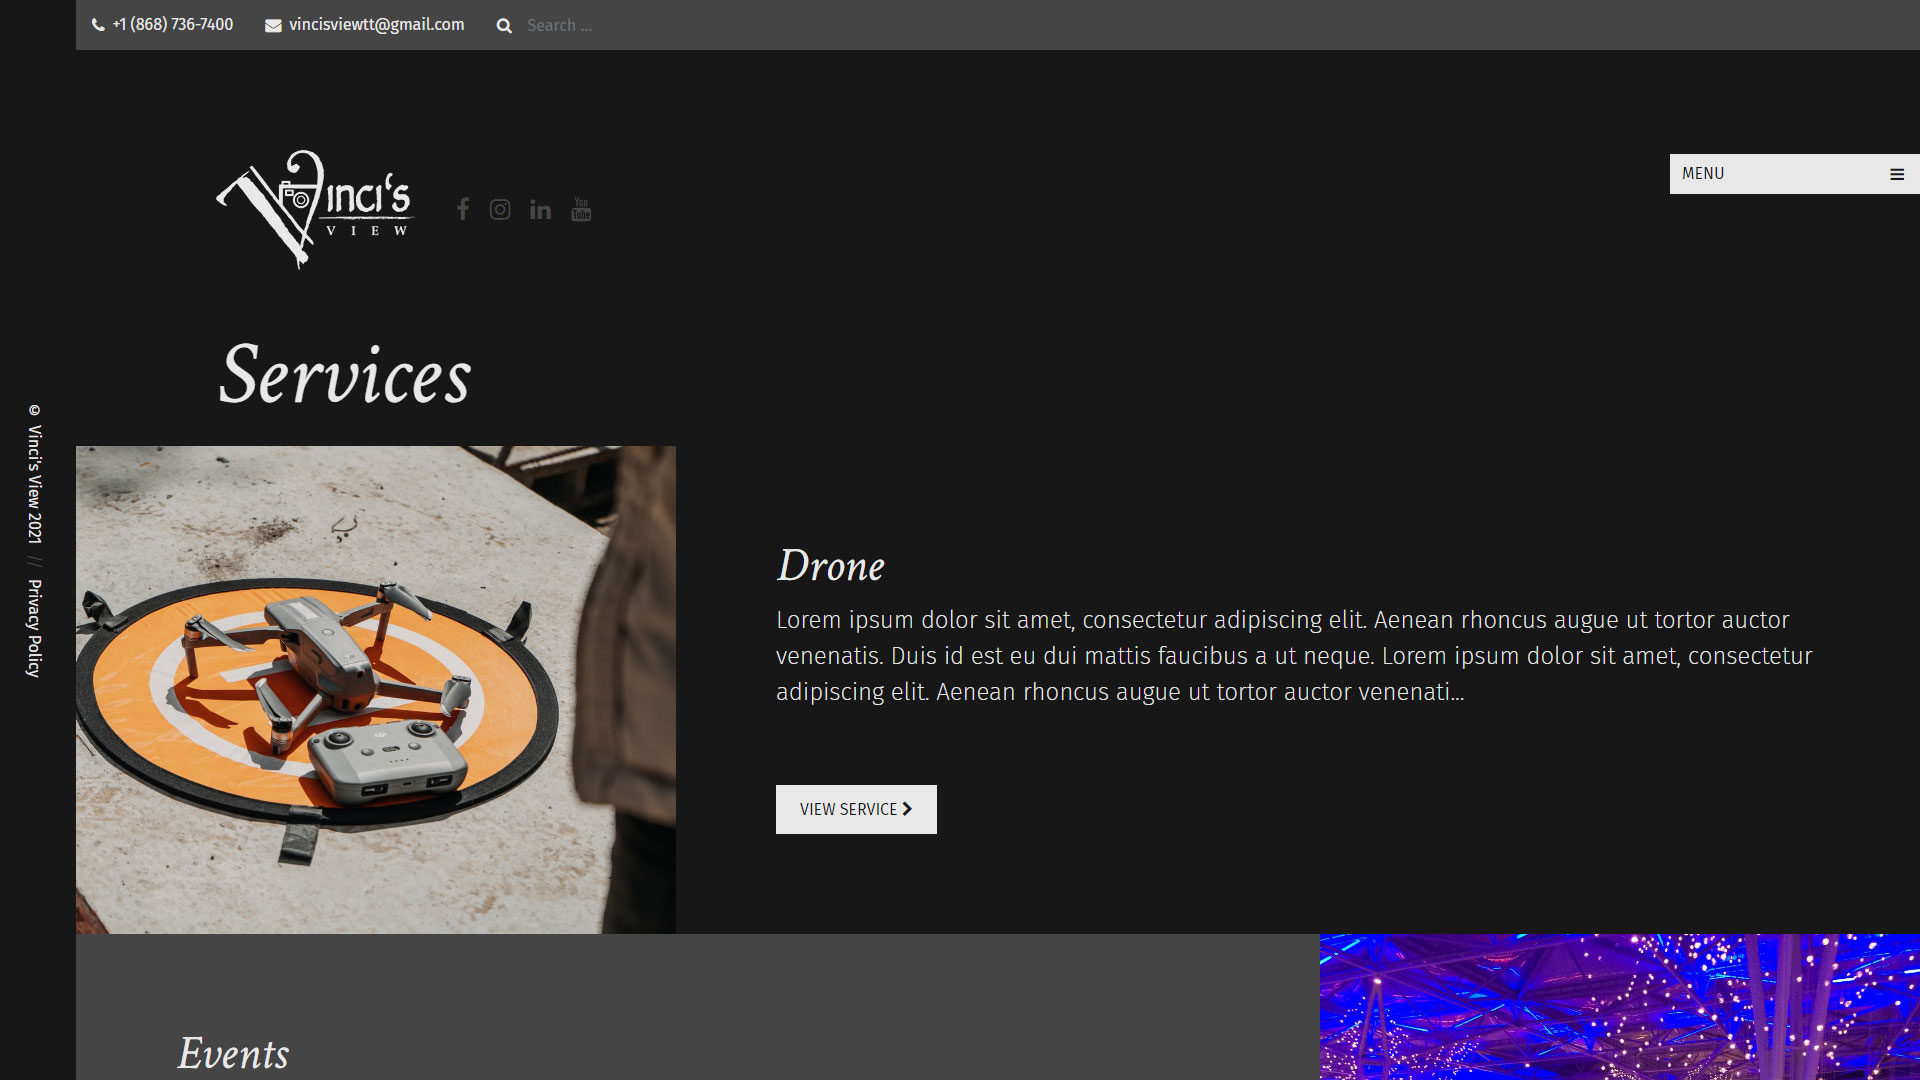 +1 (868) 736-7400
vincisviewtt@gmail.com
Search ...
Vinci's
VIEW
You
Tube
MENU
Services
© Vinci's View 2021 // Privacy Policy
Drone
Lorem ipsum dolor sit amet, consectetur adipiscing elit. Aenean rhoncus augue ut tortor auctor
venenatis. Duis id est eu dui mattis faucibus a ut neque. Lorem ipsum dolor sit amet, consectetur
adipiscing elit. Aenean rhoncus augue ut tortor auctor venenati...
VIEW SERVICE
Events